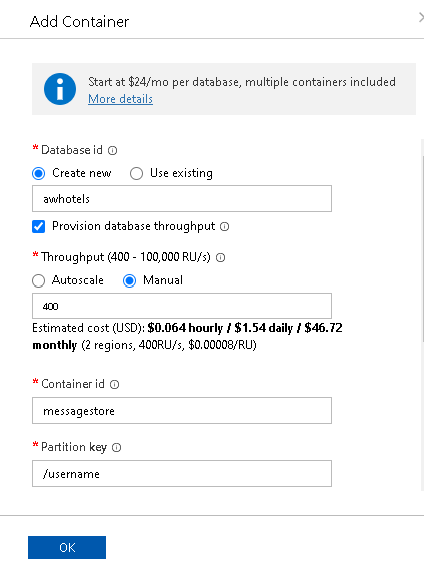 Add Container
Start at $24/mo per database, multiple containers included
More details
* Database id
Create new Use existing
awhotels
Provision database throughput
* Throughput (400 - 100,000 RU/s)
Autoscale Manual
400
Estimated cost (USD): $0.064 hourly / $1.54 daily / $46.72
monthly (2 regions, 400RU/s, $0.00008/RU)
* Container id
messagestore
* Partition key
/username
OK